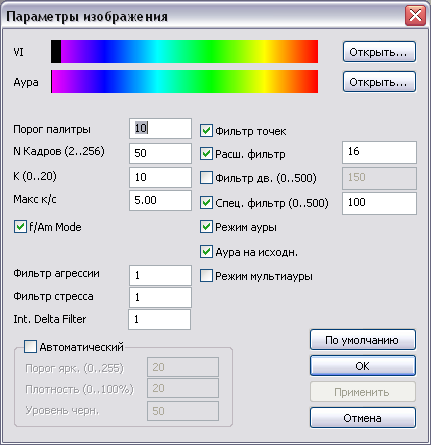 Параметры изображения
VI
Открыть...
Аура
Открыть...
Порог палитры
10
N Кадров (2..256)
50
K (0..20)
10
Макс к/с
5.00
f/Am Mode
Фильтр точек
Расш. фильтр
16
Фильтр дв. (0..500)
150
Спец. фильтр (0..500)
100
Режим ауры
Аура на исходн.
Режим мультиауры
Фильтр агрессии
1
Фильтр стресса
1
Int. Delta Filter
1
Автоматический
Порог ярк. (0..255)
20
Плотность (0..100%)
20
Уровень черн.
50
По умолчанию
OK
Применить
Отмена